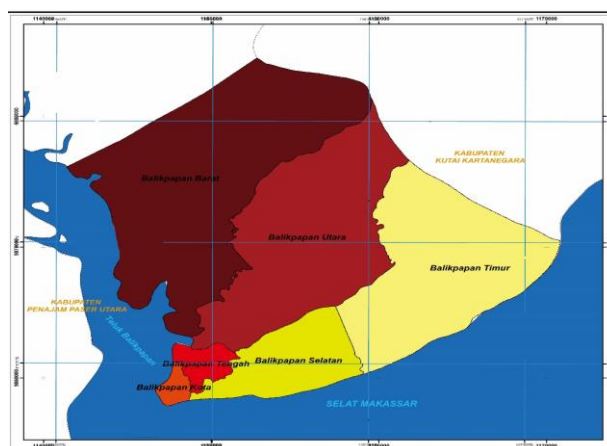 KABUPATEN
KUTAI KARTANEGARA
Balikpapan Barat
Balikpapan Utara
Balikpapan Timur
KABUPATEN
PENAJAM PASER UTARA
Teluk Balikpapan
Balikpapan Selatan
Balikpapan Tengah
Balikpapan Kota
SELAT MAKASSAR